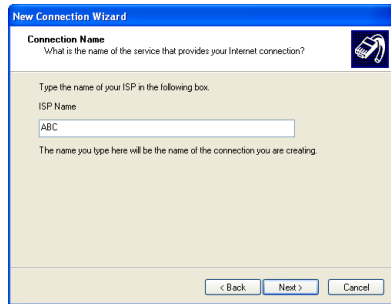 New Connection Wizard
Connection Name
What is the name of the service that provides your Internet connection?
Type the name of your ISP in the following box.
ISP Name
ABC
The name you type here will be the name of the connection you are creating.
< Back Next > Cancel